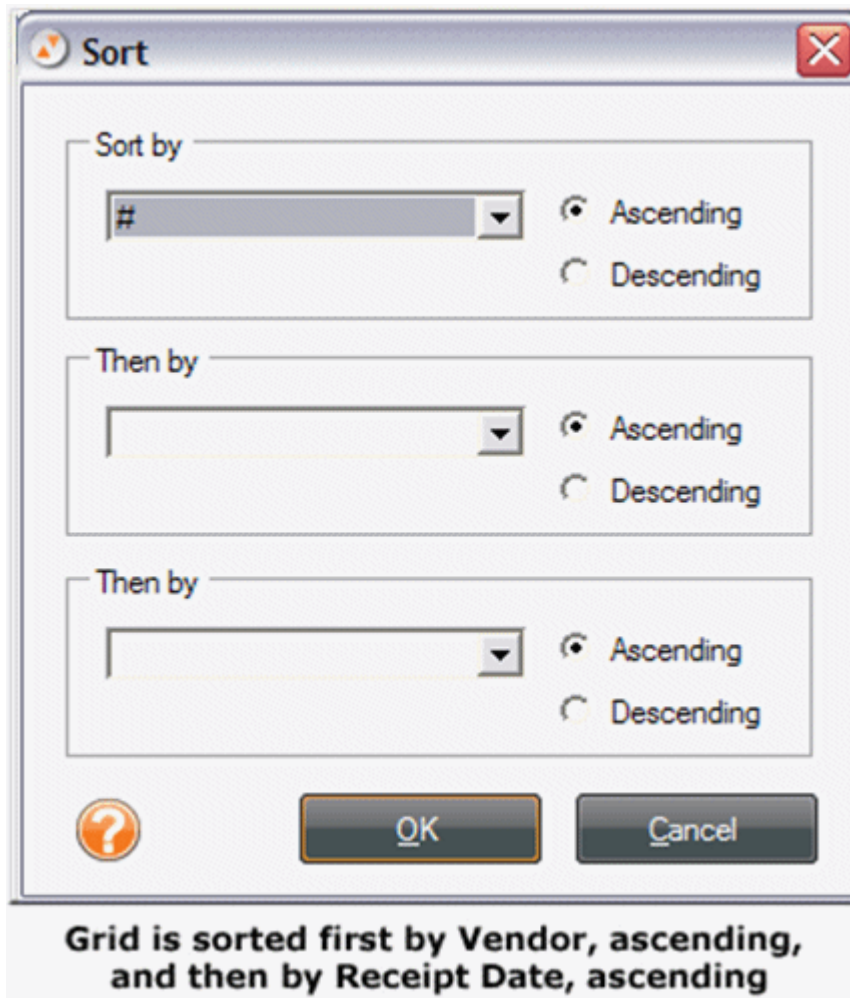 Sort
Sort by
#
Ascending
Descending
Then by
Ascending
Descending
Then by
Ascending
Descending
?
OK
Cancel
Grid is sorted first by Vendor, ascending,
and then by Receipt Date, ascending